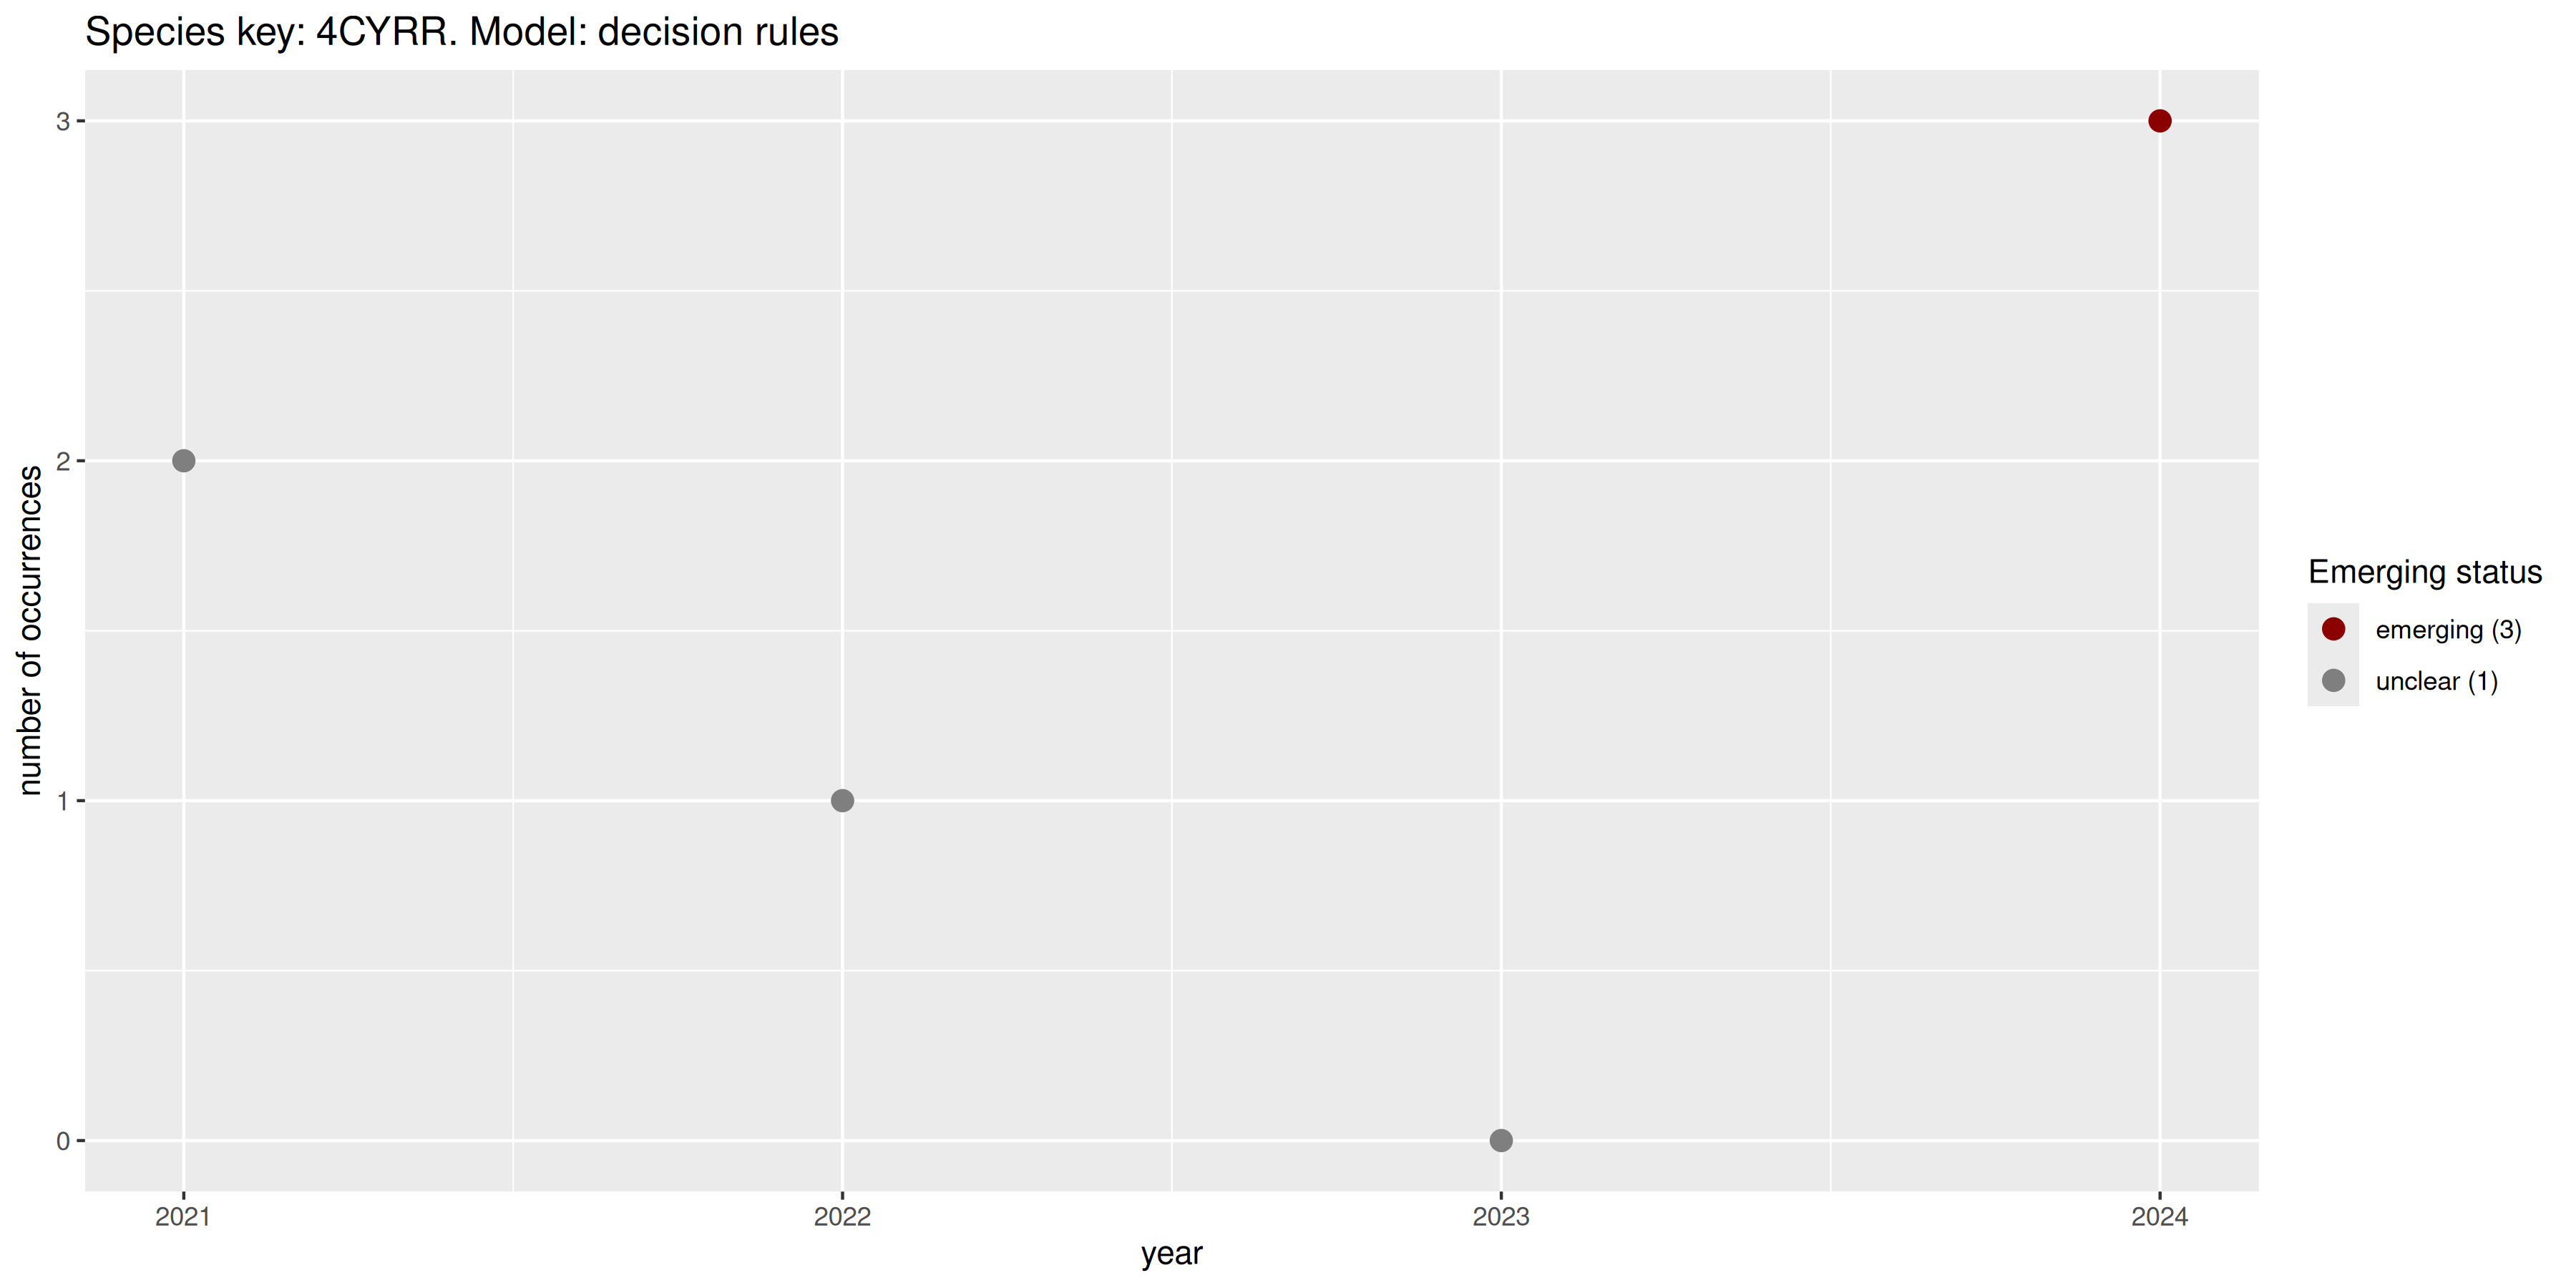 Species key: 4CYRR. Model: decision rules
number of occurrences
3
2
1
0
2021
2022
2023
2024
year
Emerging status
emerging (3)
unclear (1)